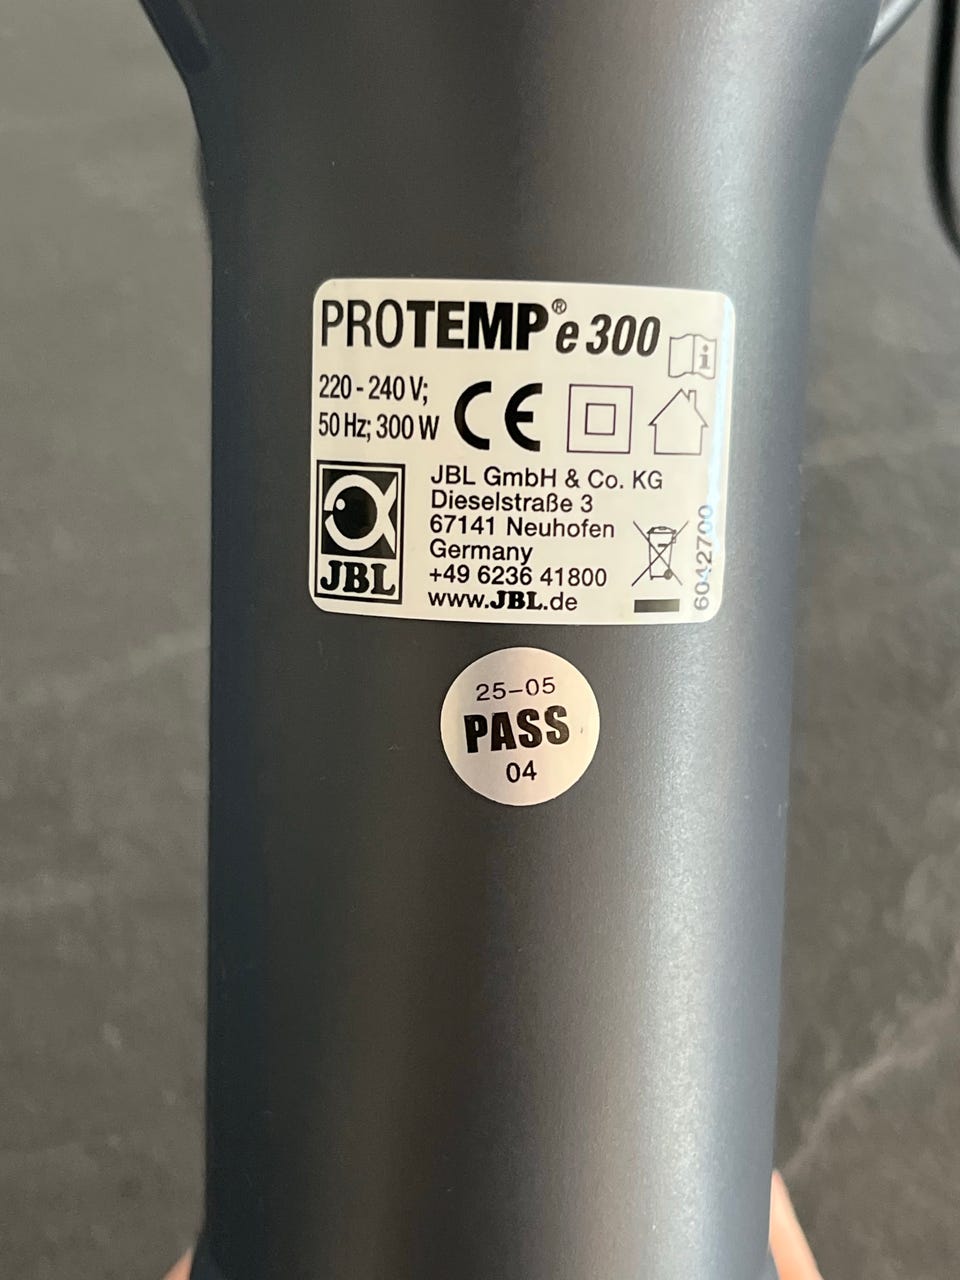 PROTEMP® e 300
220 - 240 V;
50 Hz; 300 W
CE
i
JBL
JBL GmbH & Co. KG
Dieselstraße 3
67141 Neuhofen
Germany
+49 6236 41800
www.JBL.de
6042700
25-05
PASS
04